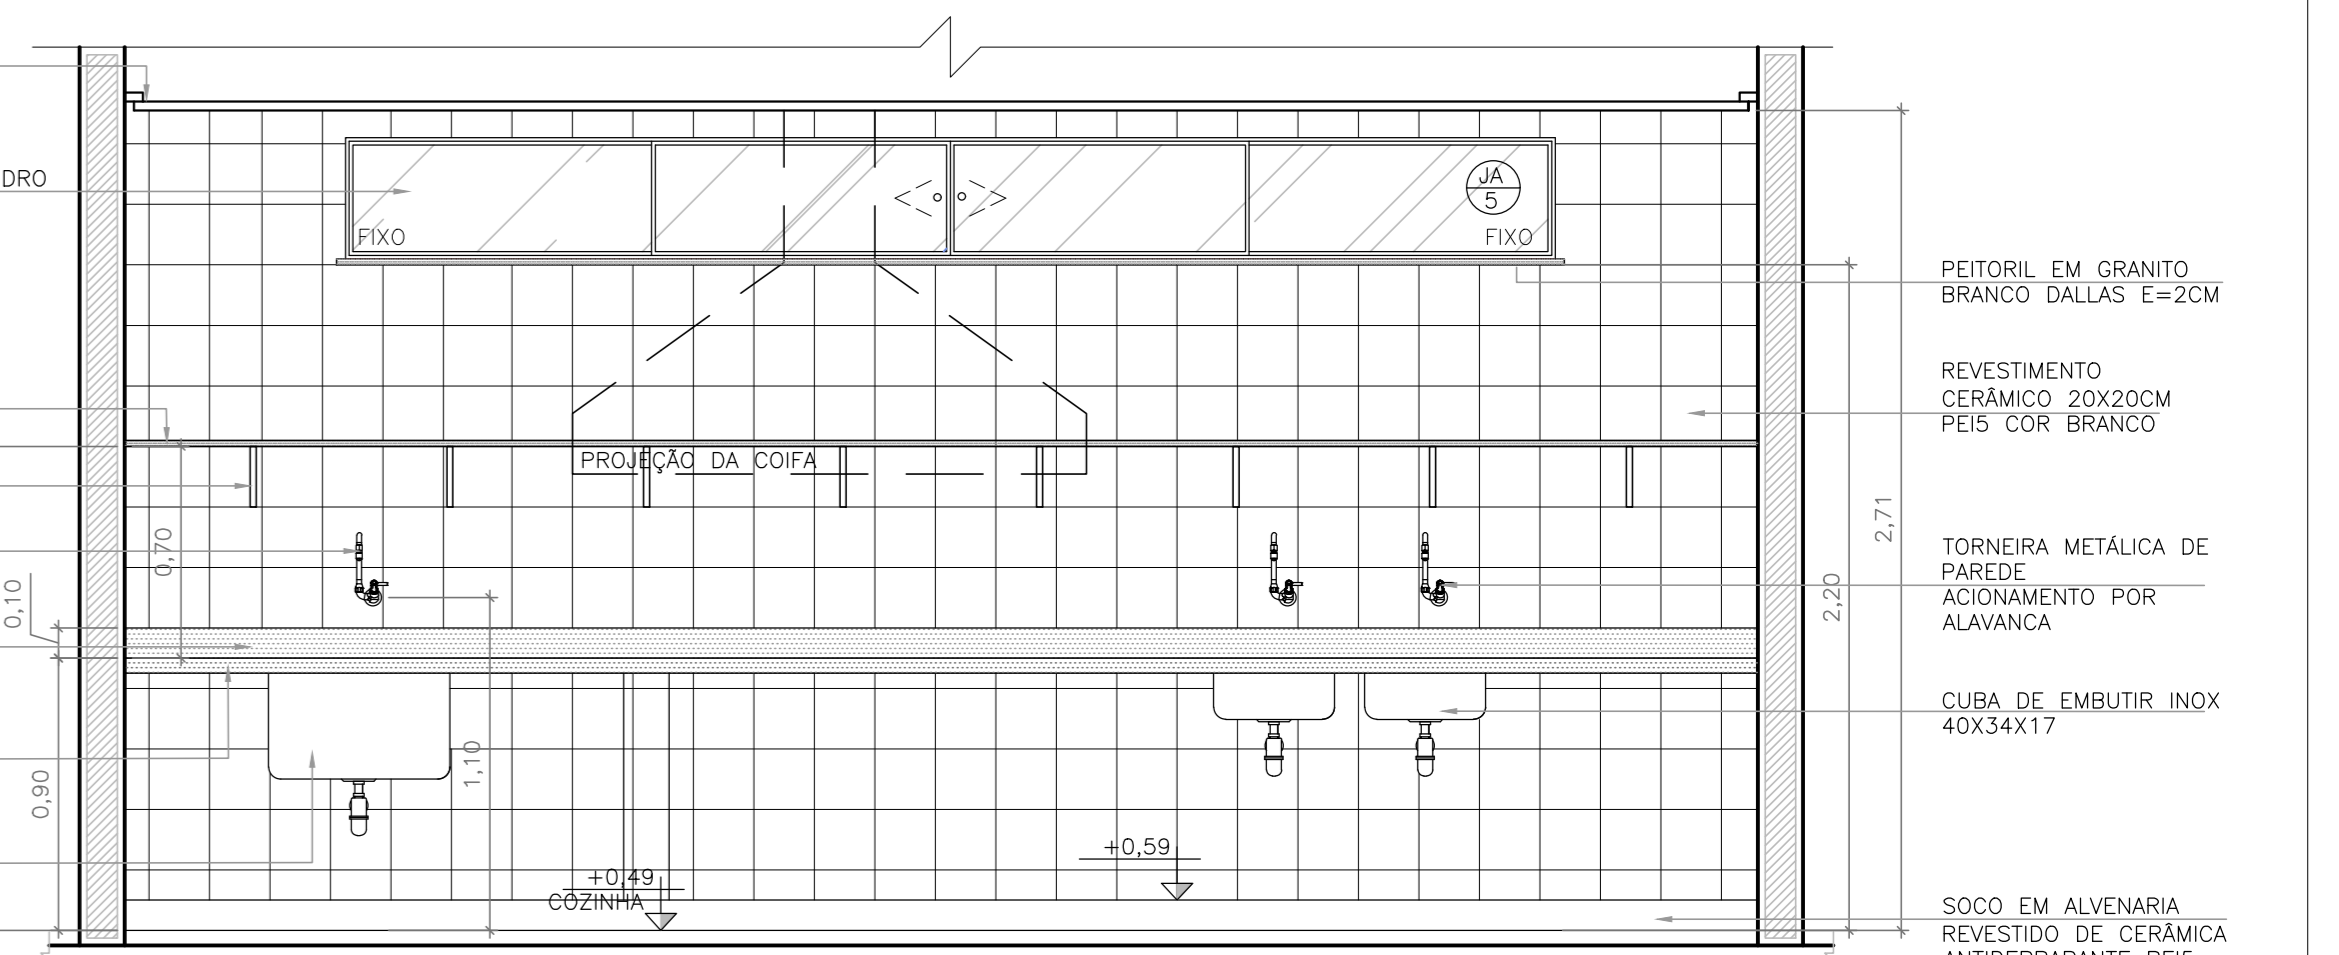 DRO
FIXO
JA
5
FIXO
PEITORIL EM GRANITO
BRANCO DALLAS E=2CM
REVESTIMENTO
CERÂMICO 20X20CM
PEI5 COR BRANCO
PROJEÇÃO DA COIFA
2,71
0,70
TORNEIRA METÁLICA DE
PAREDE
ACIONAMENTO POR
ALAVANCA
2,20
0,10
CUBA DE EMBUTIR INOX
40X34X17
1,10
0,90
+0,59
+0,49
COZINHA
SOCO EM ALVENARIA
REVESTIDO DE CERÂMICA